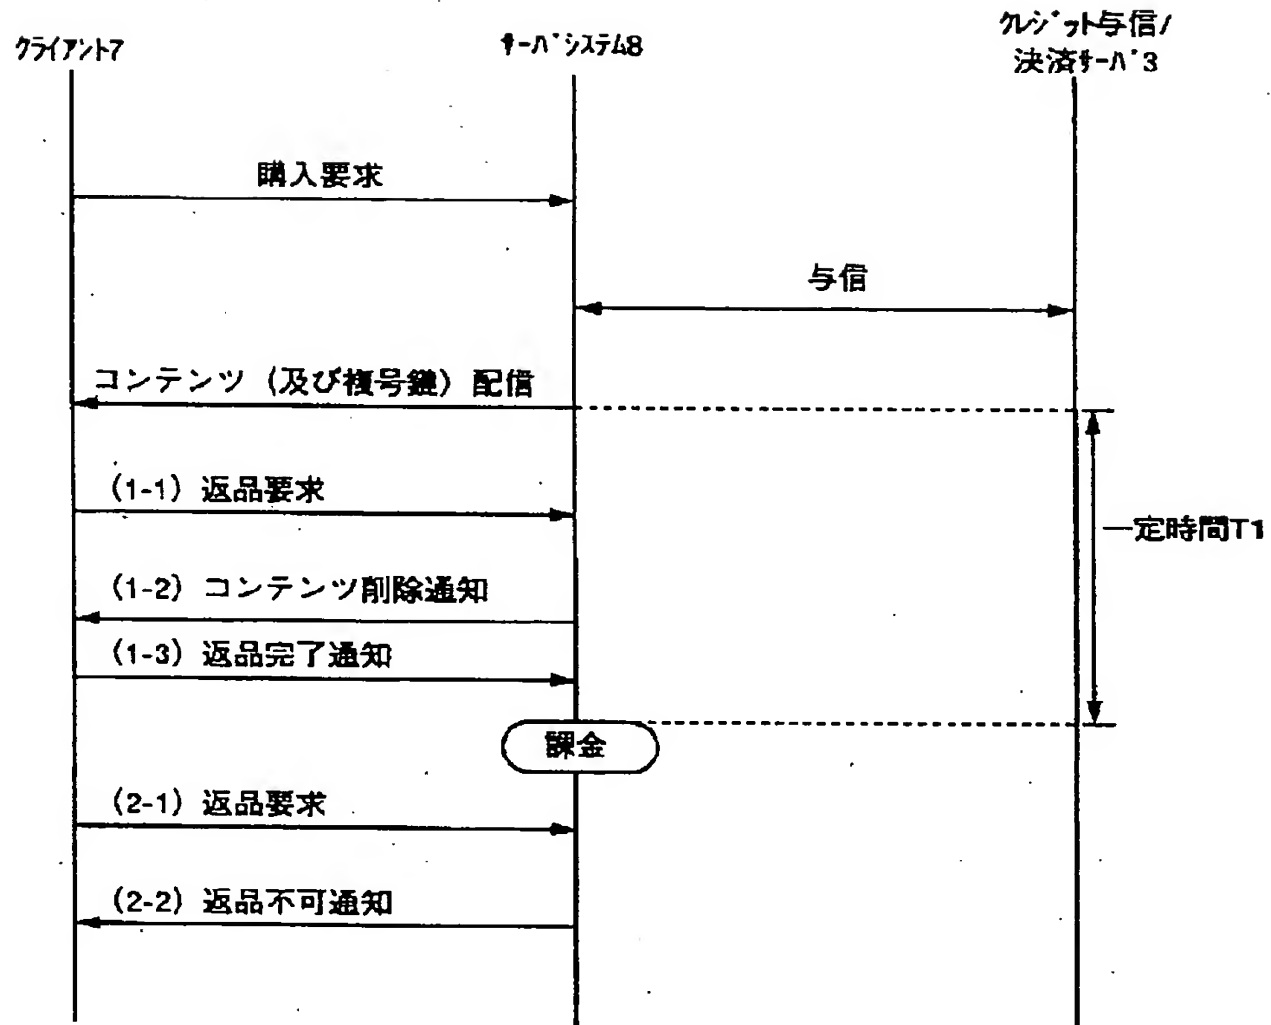 クライアント7
サーバシステム8
クレジット与信/
決済サーバ3
購入要求
与信
コンテンツ（及び複号鍵）配信
(1-1) 返品要求
一定時間T1
(1-2) コンテンツ削除通知
(1-3) 返品完了通知
課金
(2-1) 返品要求
(2-2) 返品不可通知